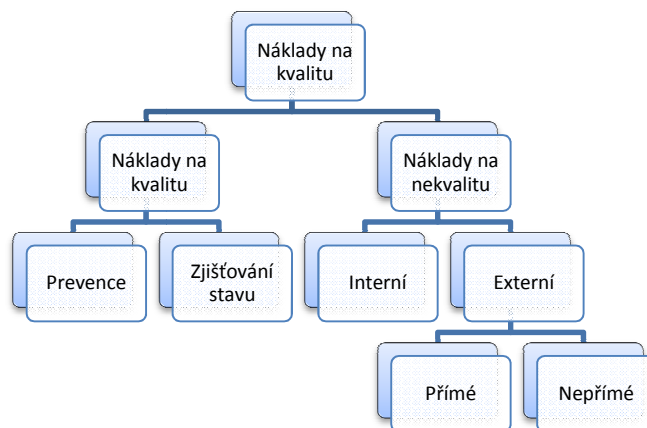 Náklady na
kvalitu
Náklady na
kvalitu
Náklady na
nekvalitu
Prevence
Zjišťování
stavu
Interní
Externí
Přímé
Nepřímé